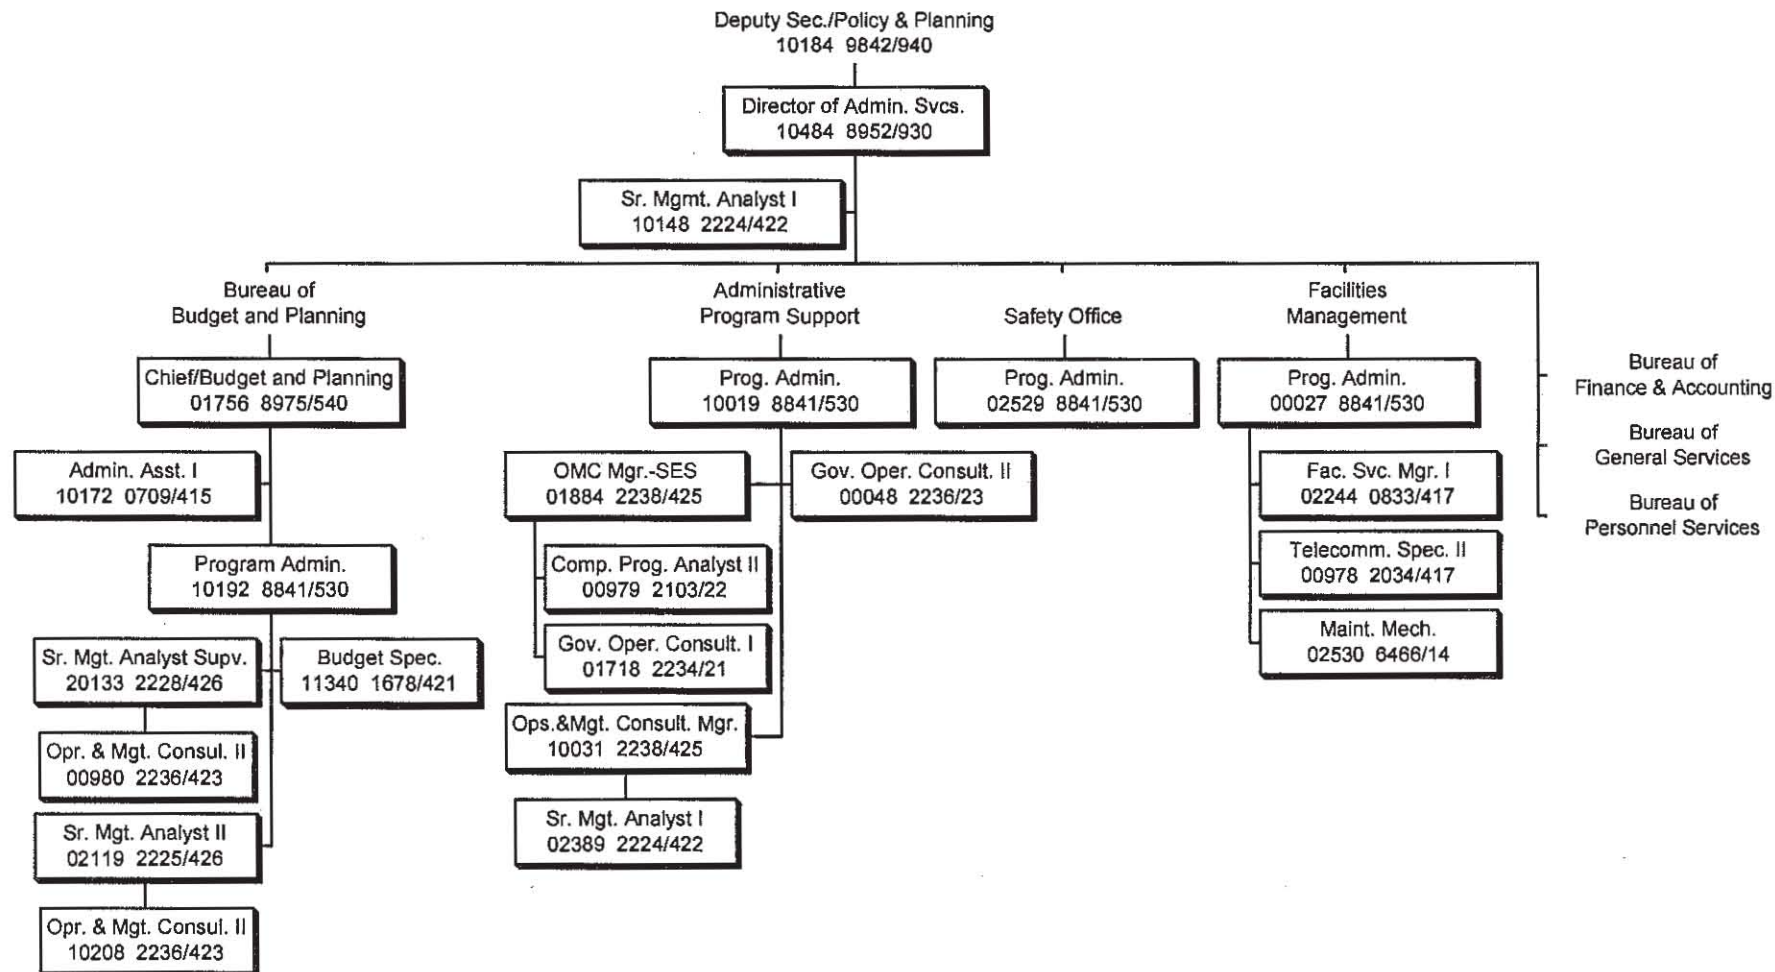 Deputy Sec./Policy & Planning
10184 9842/940
Director of Admin. Svcs.
10484 8952/930
Sr. Mgmt. Analyst I
10148 2224/422
Bureau of
Budget and Planning
Chief/Budget and Planning
01756 8975/540
Admin. Asst. I
10172 0709/415
Program Admin.
10192 8841/530
Sr. Mgt. Analyst Supv.
20133 2228/426
Budget Spec.
11340 1678/421
Opr. & Mgt. Consul. II
00980 2236/423
Sr. Mgt. Analyst II
02119 2225/426
Opr. & Mgt. Consul. II
10208 2236/423
Administrative
Program Support
Prog. Admin.
10019 8841/530
OMC Mgr.-SES
01884 2238/425
Gov. Oper. Consult. II
00048 2236/23
Comp. Prog. Analyst II
00979 2103/22
Gov. Oper. Consult. I
01718 2234/21
Ops.&Mgt. Consult. Mgr.
10031 2238/425
Sr. Mgt. Analyst I
02389 2224/422
Safety Office
Prog. Admin.
02529 8841/530
Facilities
Management
Prog. Admin.
00027 8841/530
Fac. Svc. Mgr. I
02244 0833/417
Telecomm. Spec. II
00978 2034/417
Maint. Mech.
02530 6466/14
Bureau of
Finance & Accounting
Bureau of
General Services
Bureau of
Personnel Services